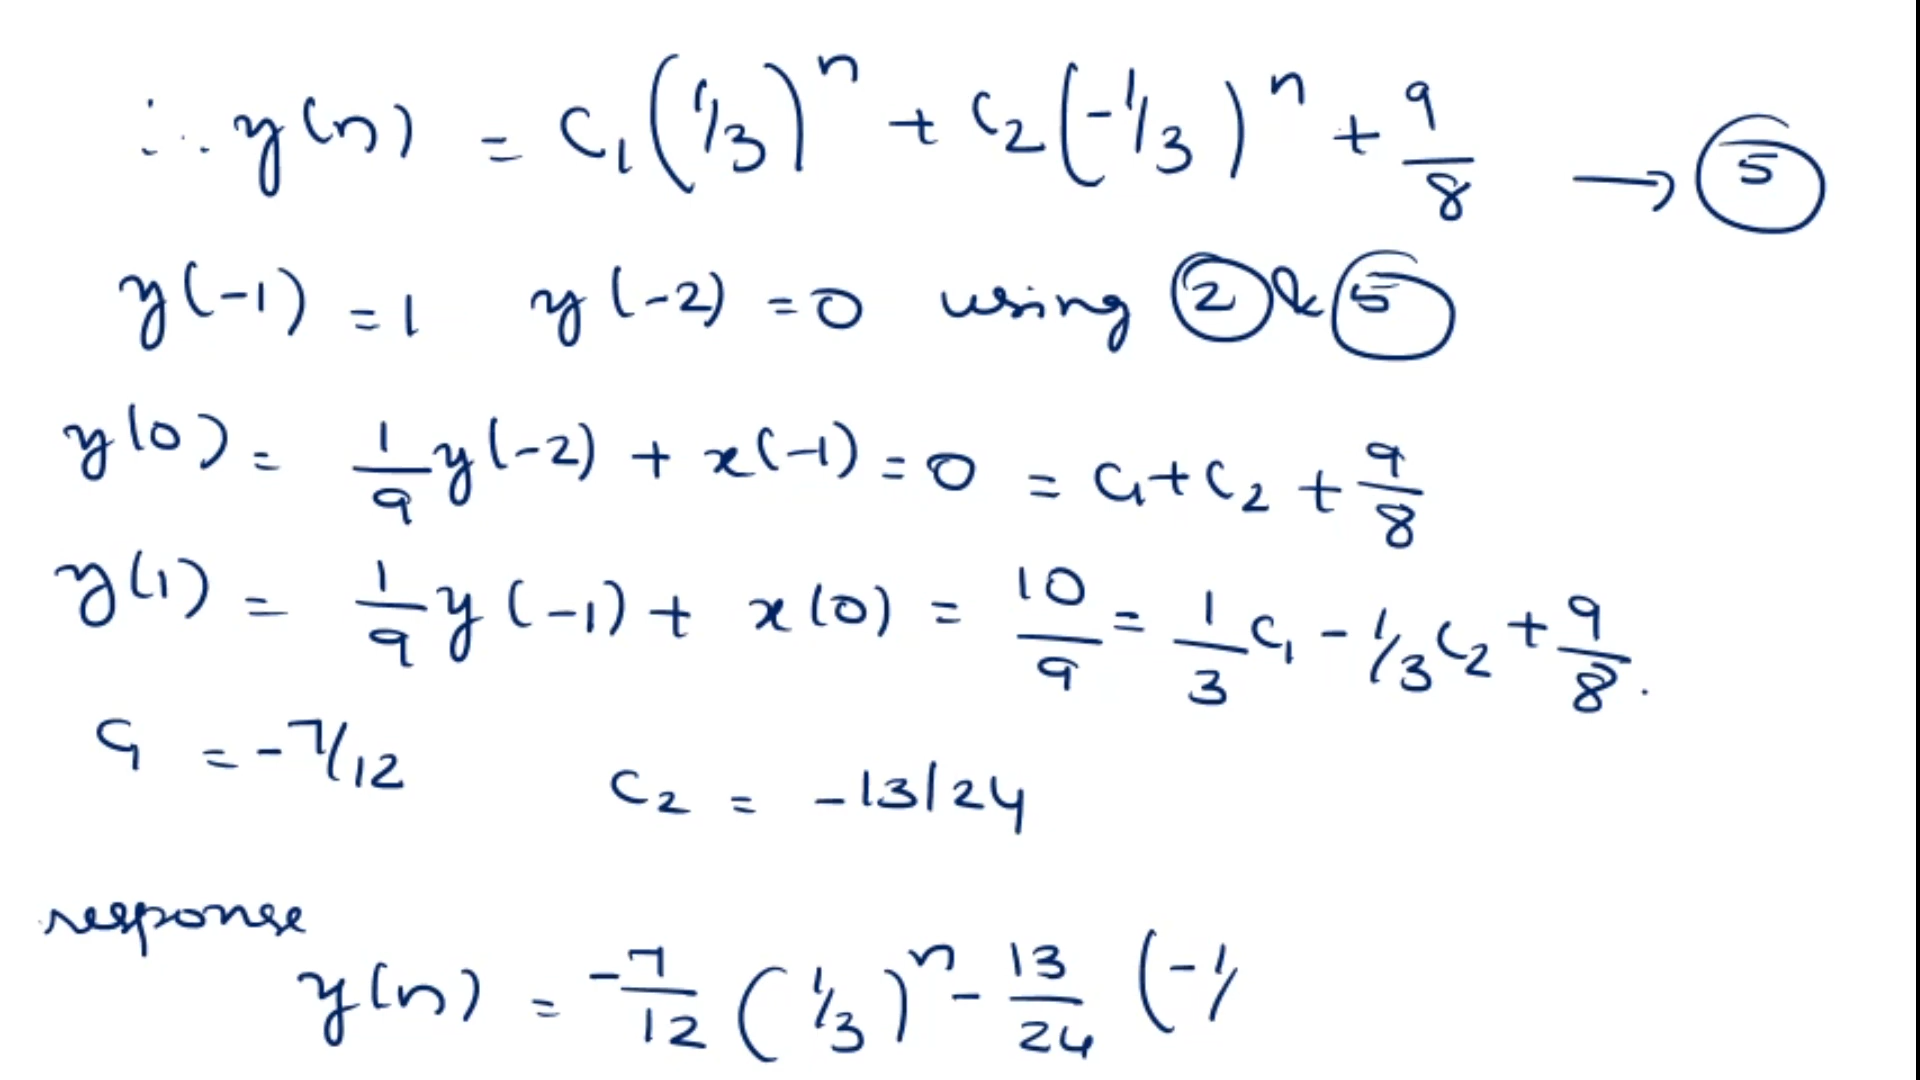 ∴ y(n) = C₁(1/3)ⁿ + C₂(-1/3)ⁿ + 9/8 → ⑤
y(-1) = 1 y(-2) = 0 using ② & ⑤
y(0) = 1/9 y(-2) + x(-1) = 0 = C₁ + C₂ + 9/8
y(1) = 1/9 y(-1) + x(0) = 10/9 = 1/3 C₁ - 1/3 C₂ + 9/8.
C₁ = -7/12 C₂ = -13/24
response
y(n) = -7/12 (1/3)ⁿ - 13/24 (-1/